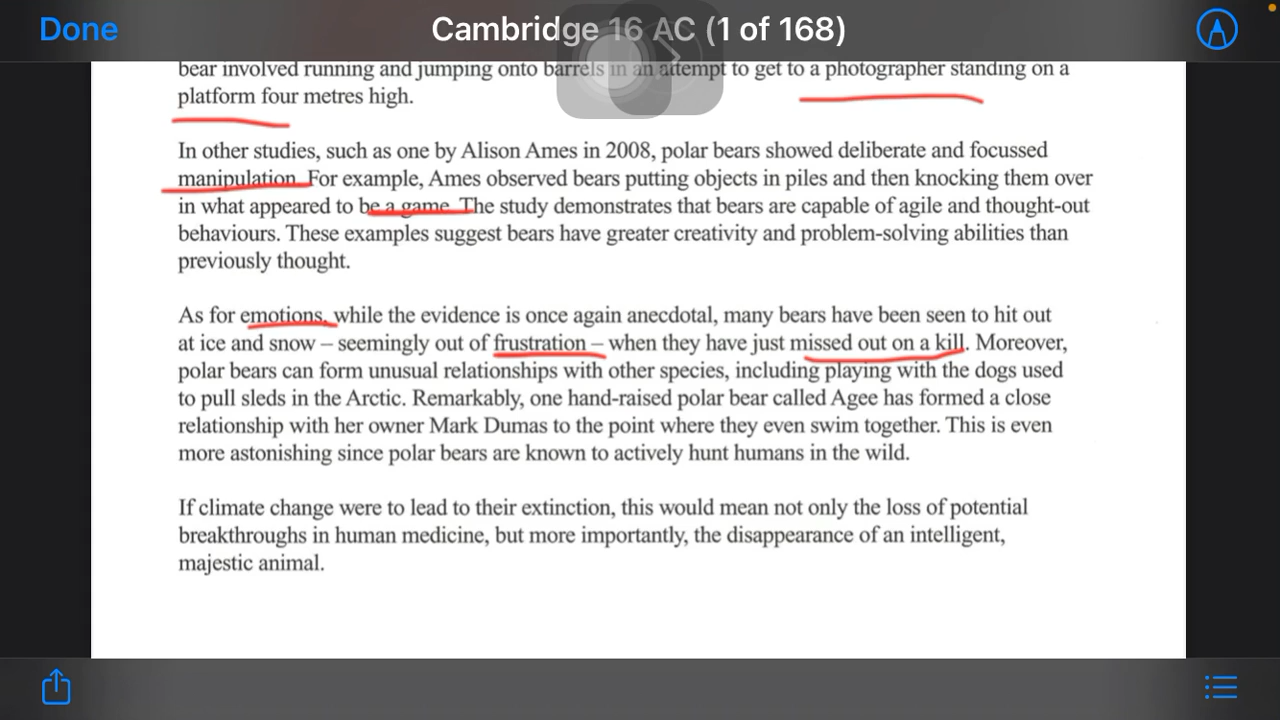 Done
Cambridge 16 AC (1 of 168)
bear involved running and jumping onto barrels in an attempt to get to a photographer standing on a
platform four metres high.
In other studies, such as one by Alison Ames in 2008, polar bears showed deliberate and focussed
manipulation. For example, Ames observed bears putting objects in piles and then knocking them over
in what appeared to be a game. The study demonstrates that bears are capable of agile and thought-out
behaviours. These examples suggest bears have greater creativity and problem-solving abilities than
previously thought.
As for emotions, while the evidence is once again anecdotal, many bears have been seen to hit out
at ice and snow – seemingly out of frustration – when they have just missed out on a kill. Moreover,
polar bears can form unusual relationships with other species, including playing with the dogs used
to pull sleds in the Arctic. Remarkably, one hand-raised polar bear called Agee has formed a close
relationship with her owner Mark Dumas to the point where they even swim together. This is even
more astonishing since polar bears are known to actively hunt humans in the wild.
If climate change were to lead to their extinction, this would mean not only the loss of potential
breakthroughs in human medicine, but more importantly, the disappearance of an intelligent,
majestic animal.